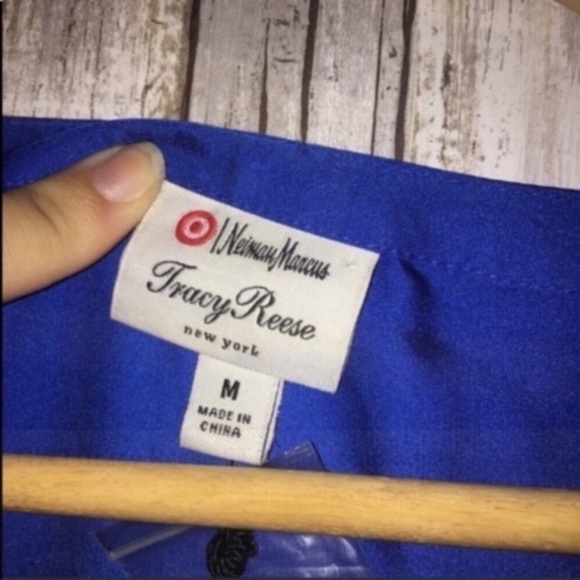 Neiman Marcus
Tracy Reese
new york
M
MADE IN
CHINA